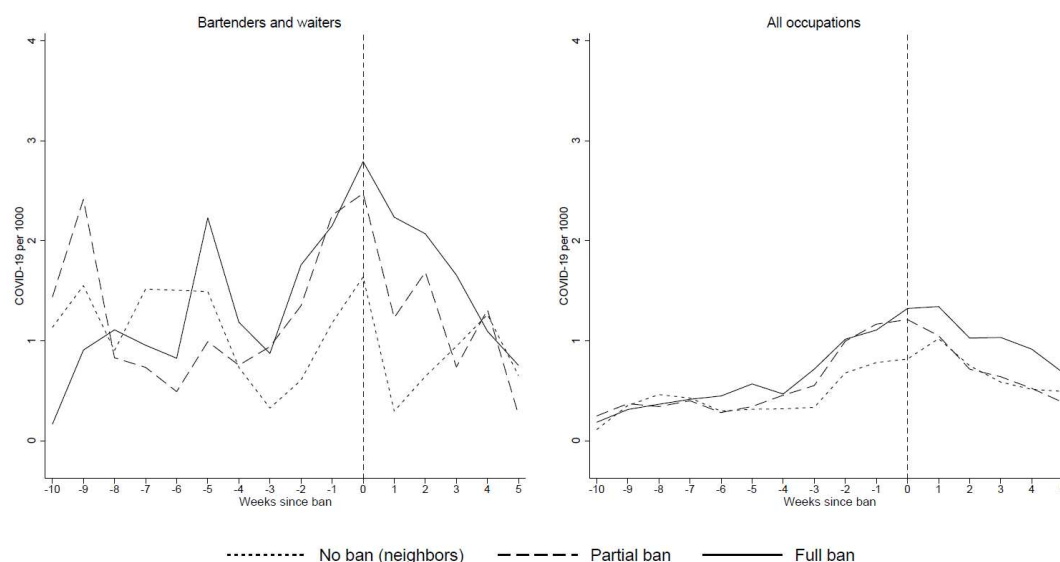 Bartenders and waiters
COVID-19 per 1000
4
3
2
1
0
-10 -9 -8 -7 -6 -5 -4 -3 -2 -1 0 1 2 3 4 5
Weeks since ban
All occupations
COVID-19 per 1000
4
3
2
1
0
-10 -9 -8 -7 -6 -5 -4 -3 -2 -1 0 1 2 3 4
Weeks since ban
No ban (neighbors) Partial ban Full ban